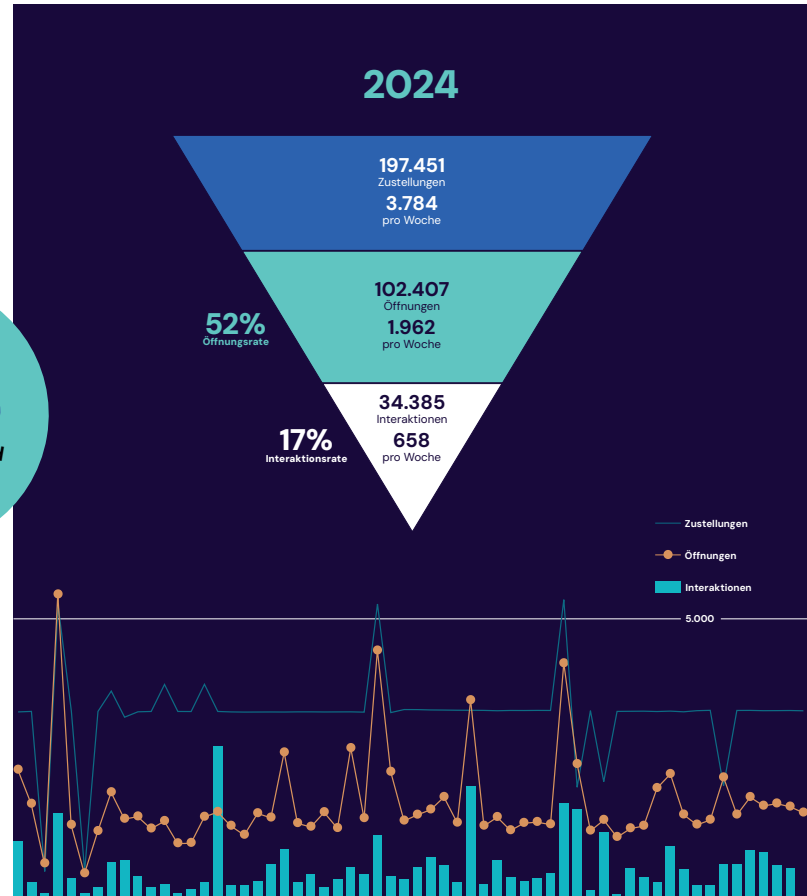 2024
197.451
Zustellungen
3.784
pro Woche
102.407
Öffnungen
1.962
pro Woche
52%
Öffnungsrate
34.385
Interaktionen
658
pro Woche
17%
Interaktionsrate
Zustellungen
Öffnungen
Interaktionen
5.000